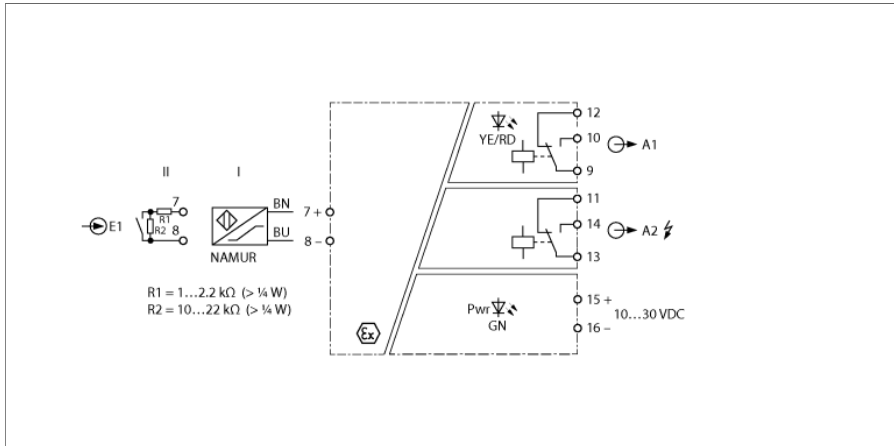 II
I
E1
7
R1
R2
8
BN
7 +
BU
8 –
NAMUR
R1 = 1…2.2 kΩ (> ¼ W)
R2 = 10…22 kΩ (> ¼ W)
Ex
YE/RD
12
10
9
A1
11
14
13
A2
Pwr
GN
15 +
16 –
10…30 VDC